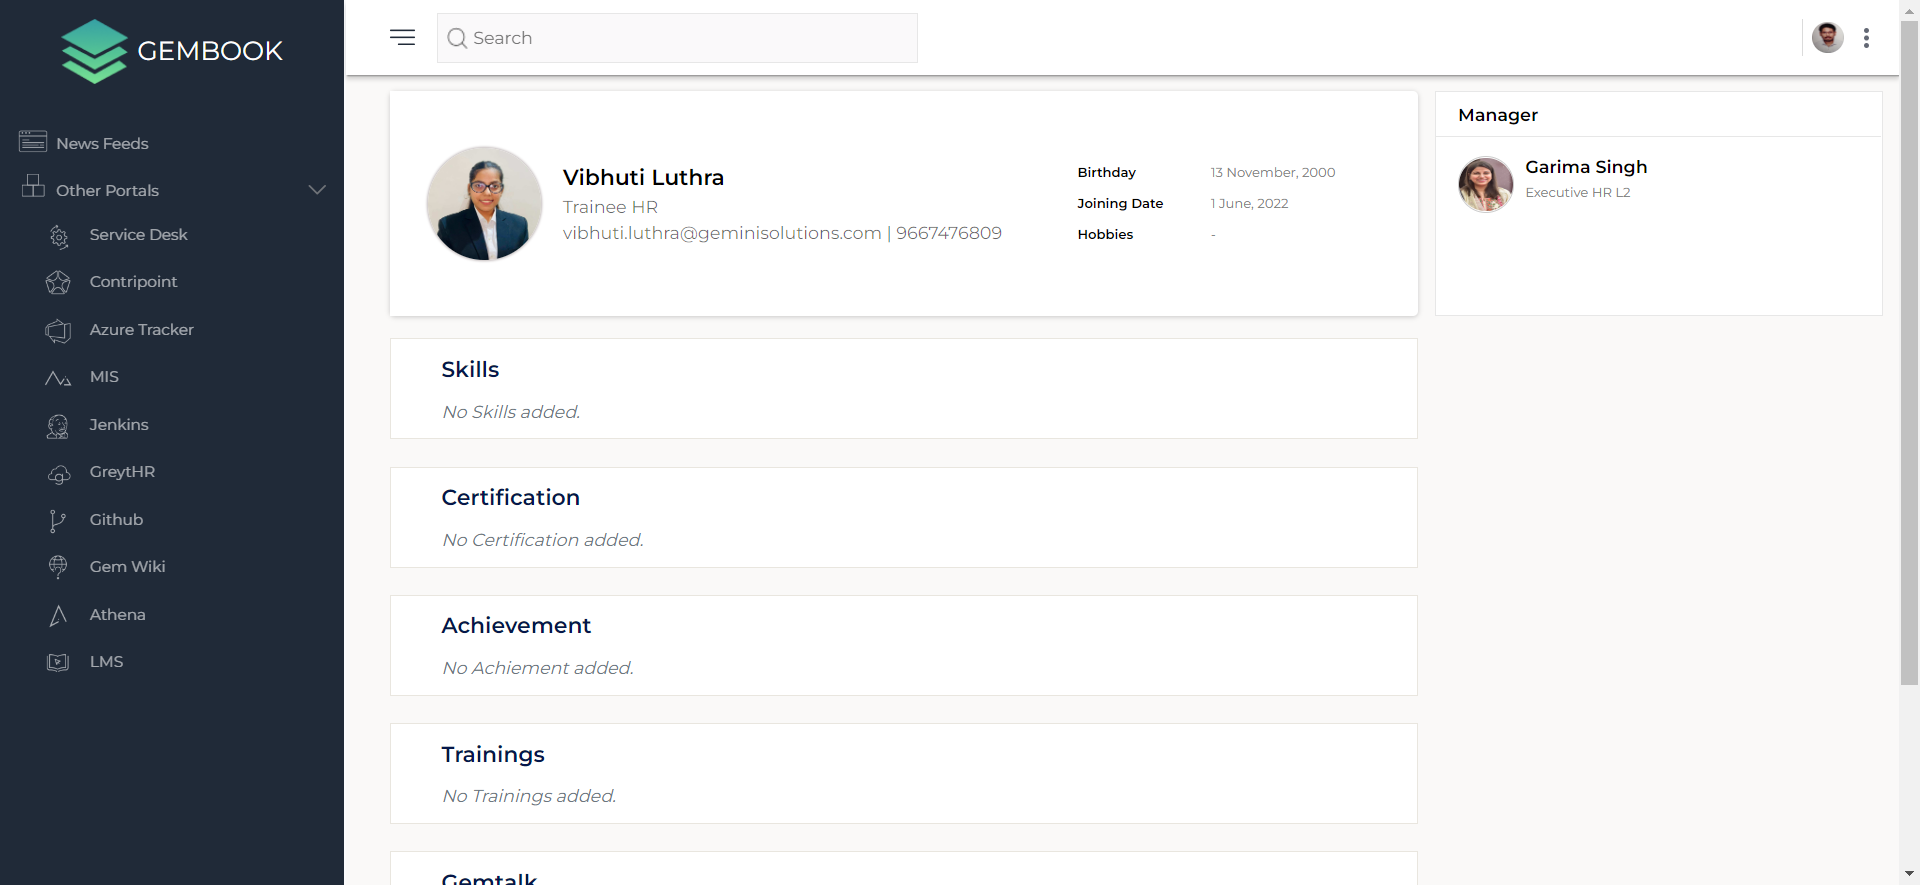 GEMBOOK
News Feeds
Other Portals
Service Desk
Contripoint
Azure Tracker
MIS
Jenkins
GreytHR
Github
Gem Wiki
Athena
LMS
Search
Vibhuti Luthra
Trainee HR
vibhuti.luthra@geminisolutions.com | 9667476809
Birthday 13 November, 2000
Joining Date 1 June, 2022
Hobbies -
Manager
Garima Singh
Executive HR L2
Skills
No Skills added.
Certification
No Certification added.
Achievement
No Achiement added.
Trainings
No Trainings added.
Gemtalk